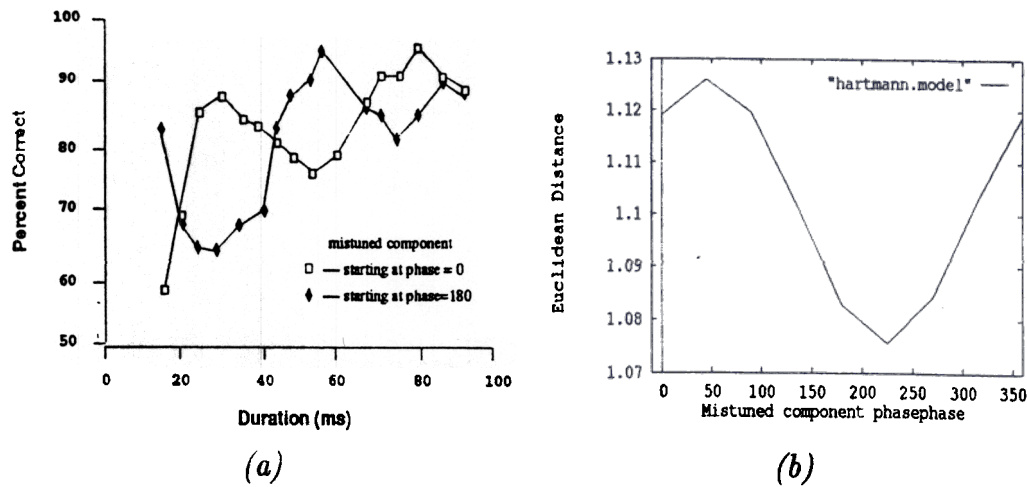 100
90
80
70
60
50
Percent Correct
mistuned component
starting at phase = 0
starting at phase=180
0 20 40 60 80 100
Duration (ms)
(a)
1.13
1.12
1.11
1.1
1.09
1.08
1.07
Euclidean Distance
"hartmann.model"
0 50 100 150 200 250 300 350
Mistuned component phasephase
(b)